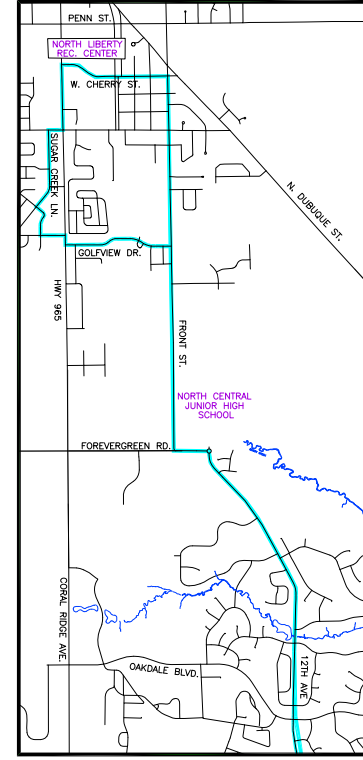 PENN ST.
NORTH LIBERTY
REC. CENTER
W. CHERRY ST.
SUGAR CREEK LN.
N. DUBUQUE ST.
GOLFVIEW DR.
HWY 965
FRONT ST.
NORTH CENTRAL
JUNIOR HIGH
SCHOOL
FOREVERGREEN RD.
CORAL RIDGE AVE.
OAKDALE BLVD.
12TH AVE